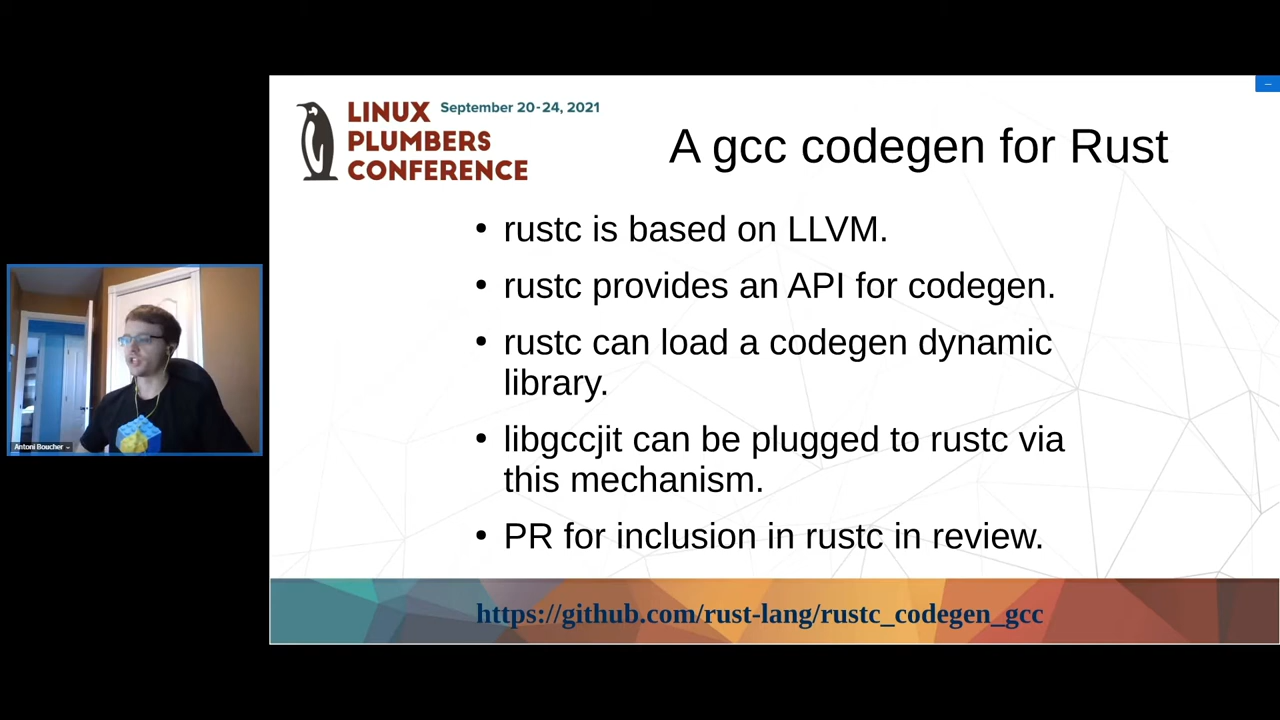 LINUX September 20-24, 2021
PLUMBERS
CONFERENCE
A gcc codegen for Rust
• rustc is based on LLVM.
• rustc provides an API for codegen.
• rustc can load a codegen dynamic
library.
• libgccjit can be plugged to rustc via
this mechanism.
• PR for inclusion in rustc in review.
https://github.com/rust-lang/rustc_codegen_gcc
Antoni Boucher